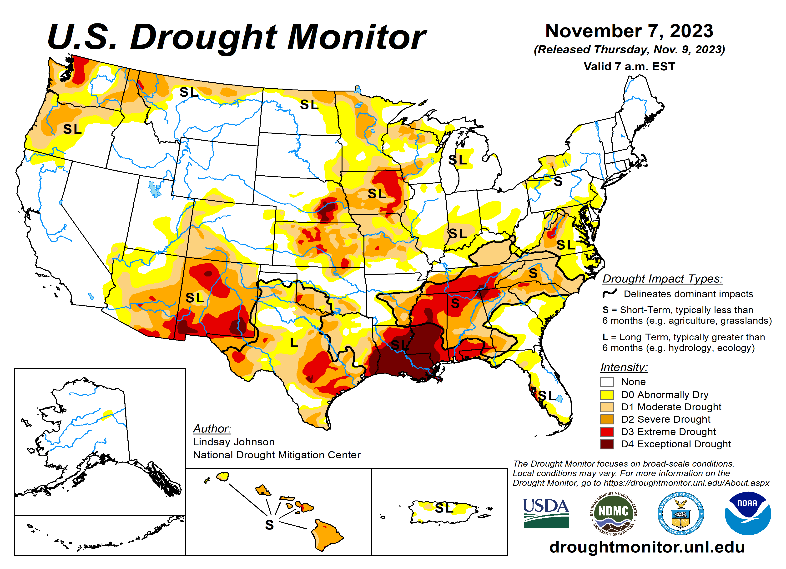 U.S. Drought Monitor
November 7, 2023
(Released Thursday, Nov. 9, 2023)
Valid 7 a.m. EST
SL
SL
SL
SL
SL
S
SL
SL
SL
S
S
L
SL
SL
Drought Impact Types:
Delineates dominant impacts
S = Short-Term, typically less than
6 months (e.g. agriculture, grasslands)
L = Long Term, typically greater than
6 months (e.g. hydrology, ecology)
Intensity:
None
D0 Abnormally Dry
D1 Moderate Drought
D2 Severe Drought
D3 Extreme Drought
D4 Exceptional Drought
Author:
Lindsay Johnson
National Drought Mitigation Center
S
SL
The Drought Monitor focuses on broad-scale conditions.
Local conditions may vary. For more information on the
Drought Monitor, go to https://droughtmonitor.unl.edu/About.aspx
USDA
NDMC
NOAA
droughtmonitor.unl.edu